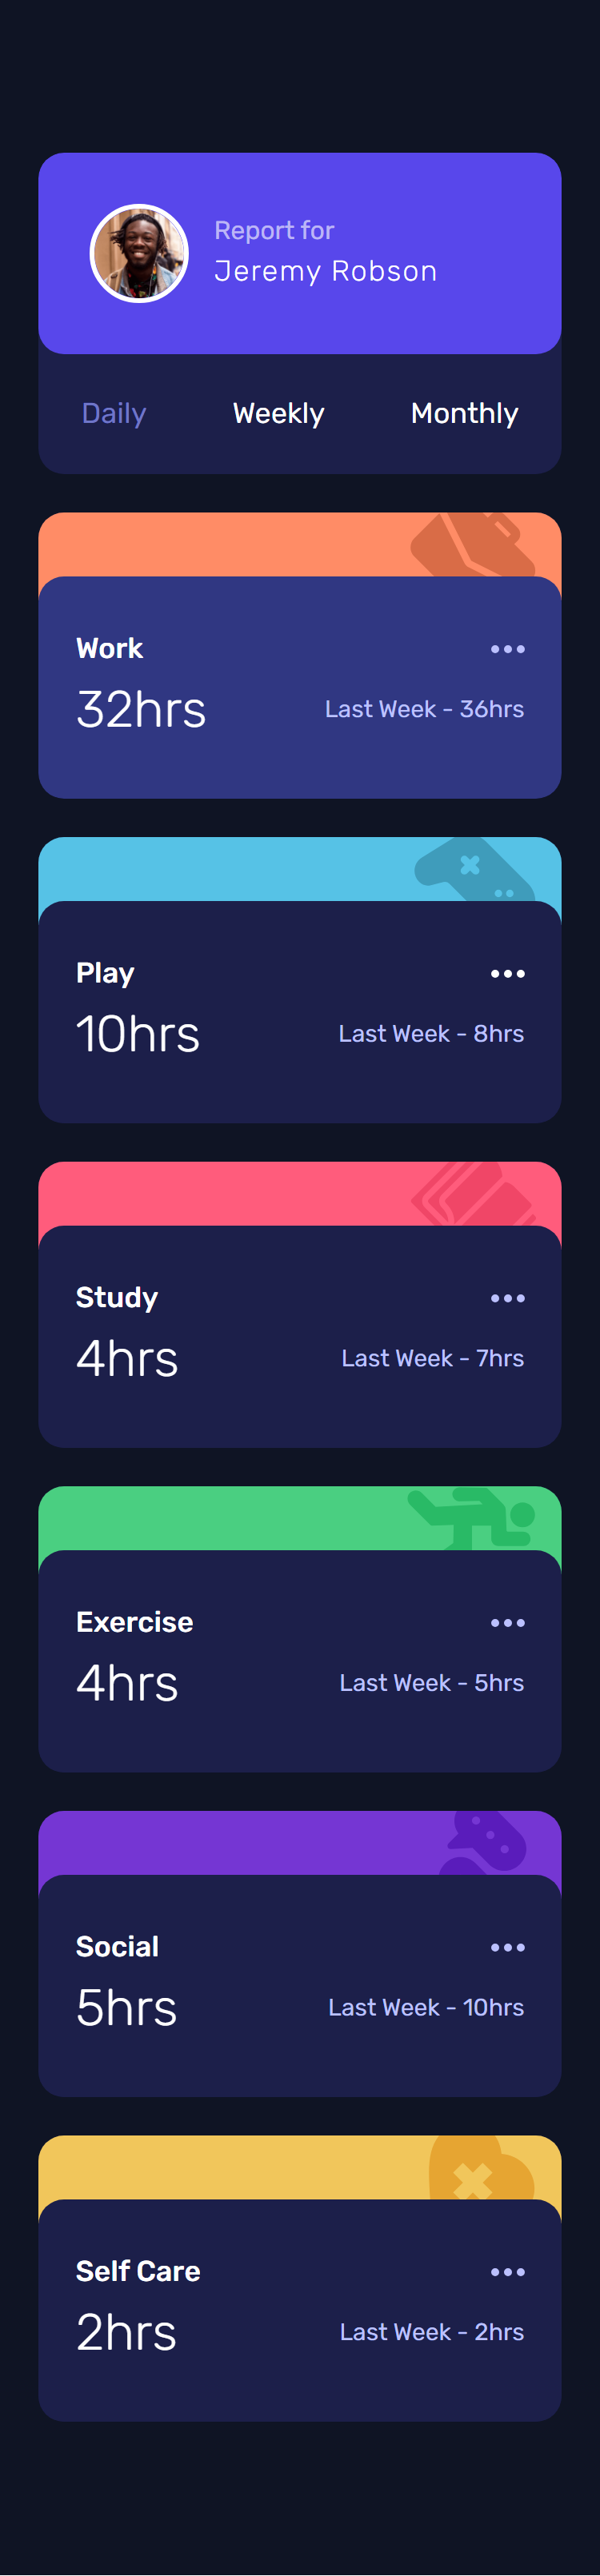 Report for
Jeremy Robson
Daily Weekly Monthly
Work
32hrs Last Week - 36hrs
Play
10hrs Last Week - 8hrs
Study
4hrs Last Week - 7hrs
Exercise
4hrs Last Week - 5hrs
Social
5hrs Last Week - 10hrs
Self Care
2hrs Last Week - 2hrs